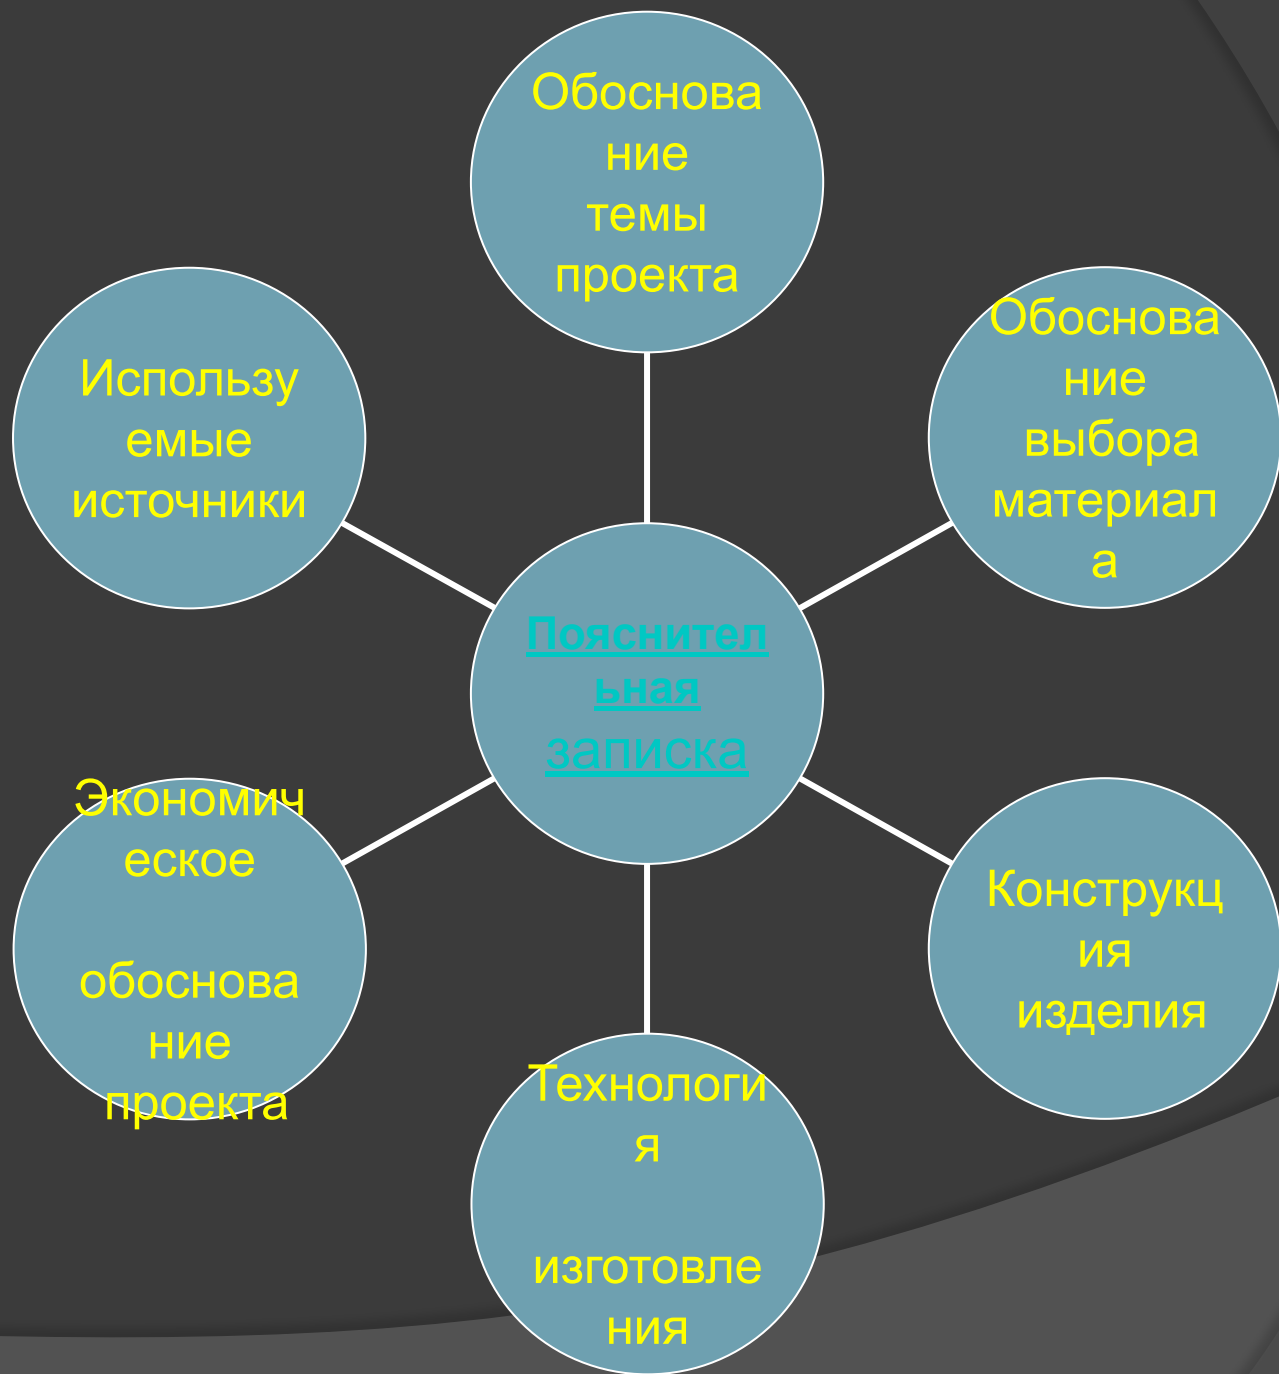 Обоснова
ние
темы
проекта
Обоснова
ние
выбора
материал
а
Конструкц
ия
изделия
Технологи
я
изготовле
ния
Экономич
еское
обоснова
ние
проекта
Использу
емые
источники
Пояснител
ьная
записка